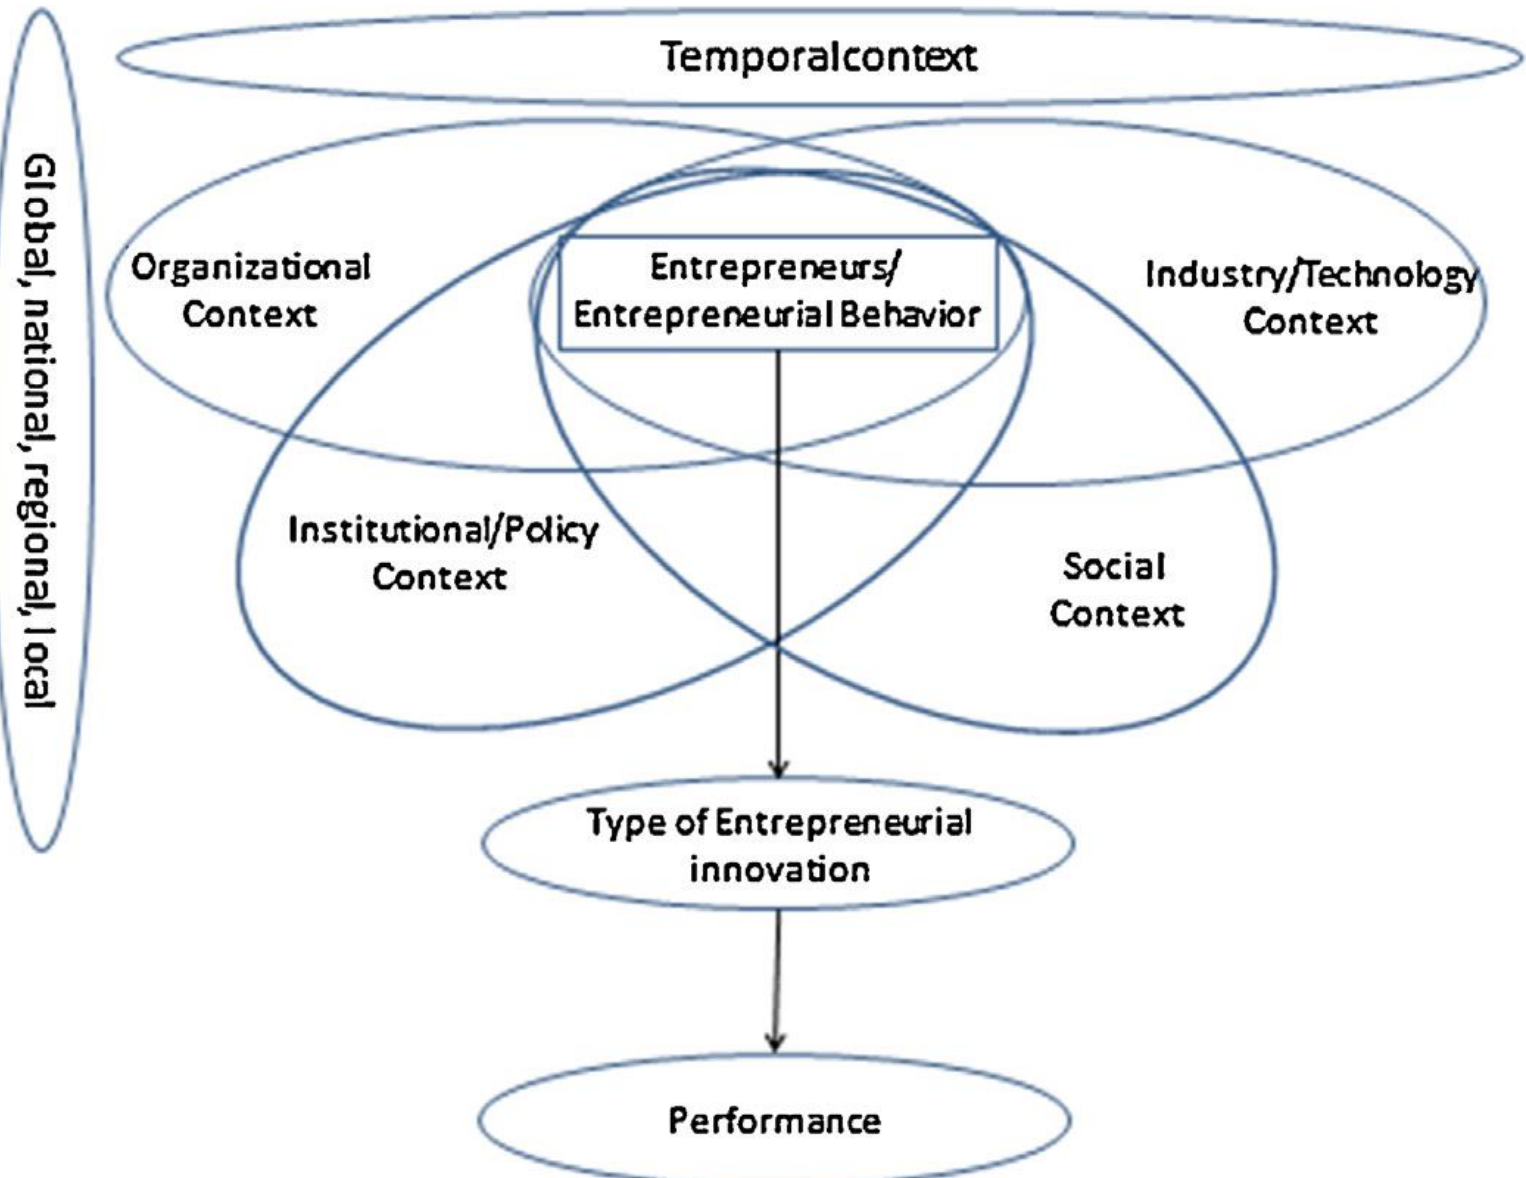 Temporalcontext
Global, national, regional, local
Organizational
Context
Entrepreneurs/
Entrepreneurial Behavior
Industry/Technology
Context
Institutional/Policy
Context
Social
Context
Type of Entrepreneurial
innovation
Performance